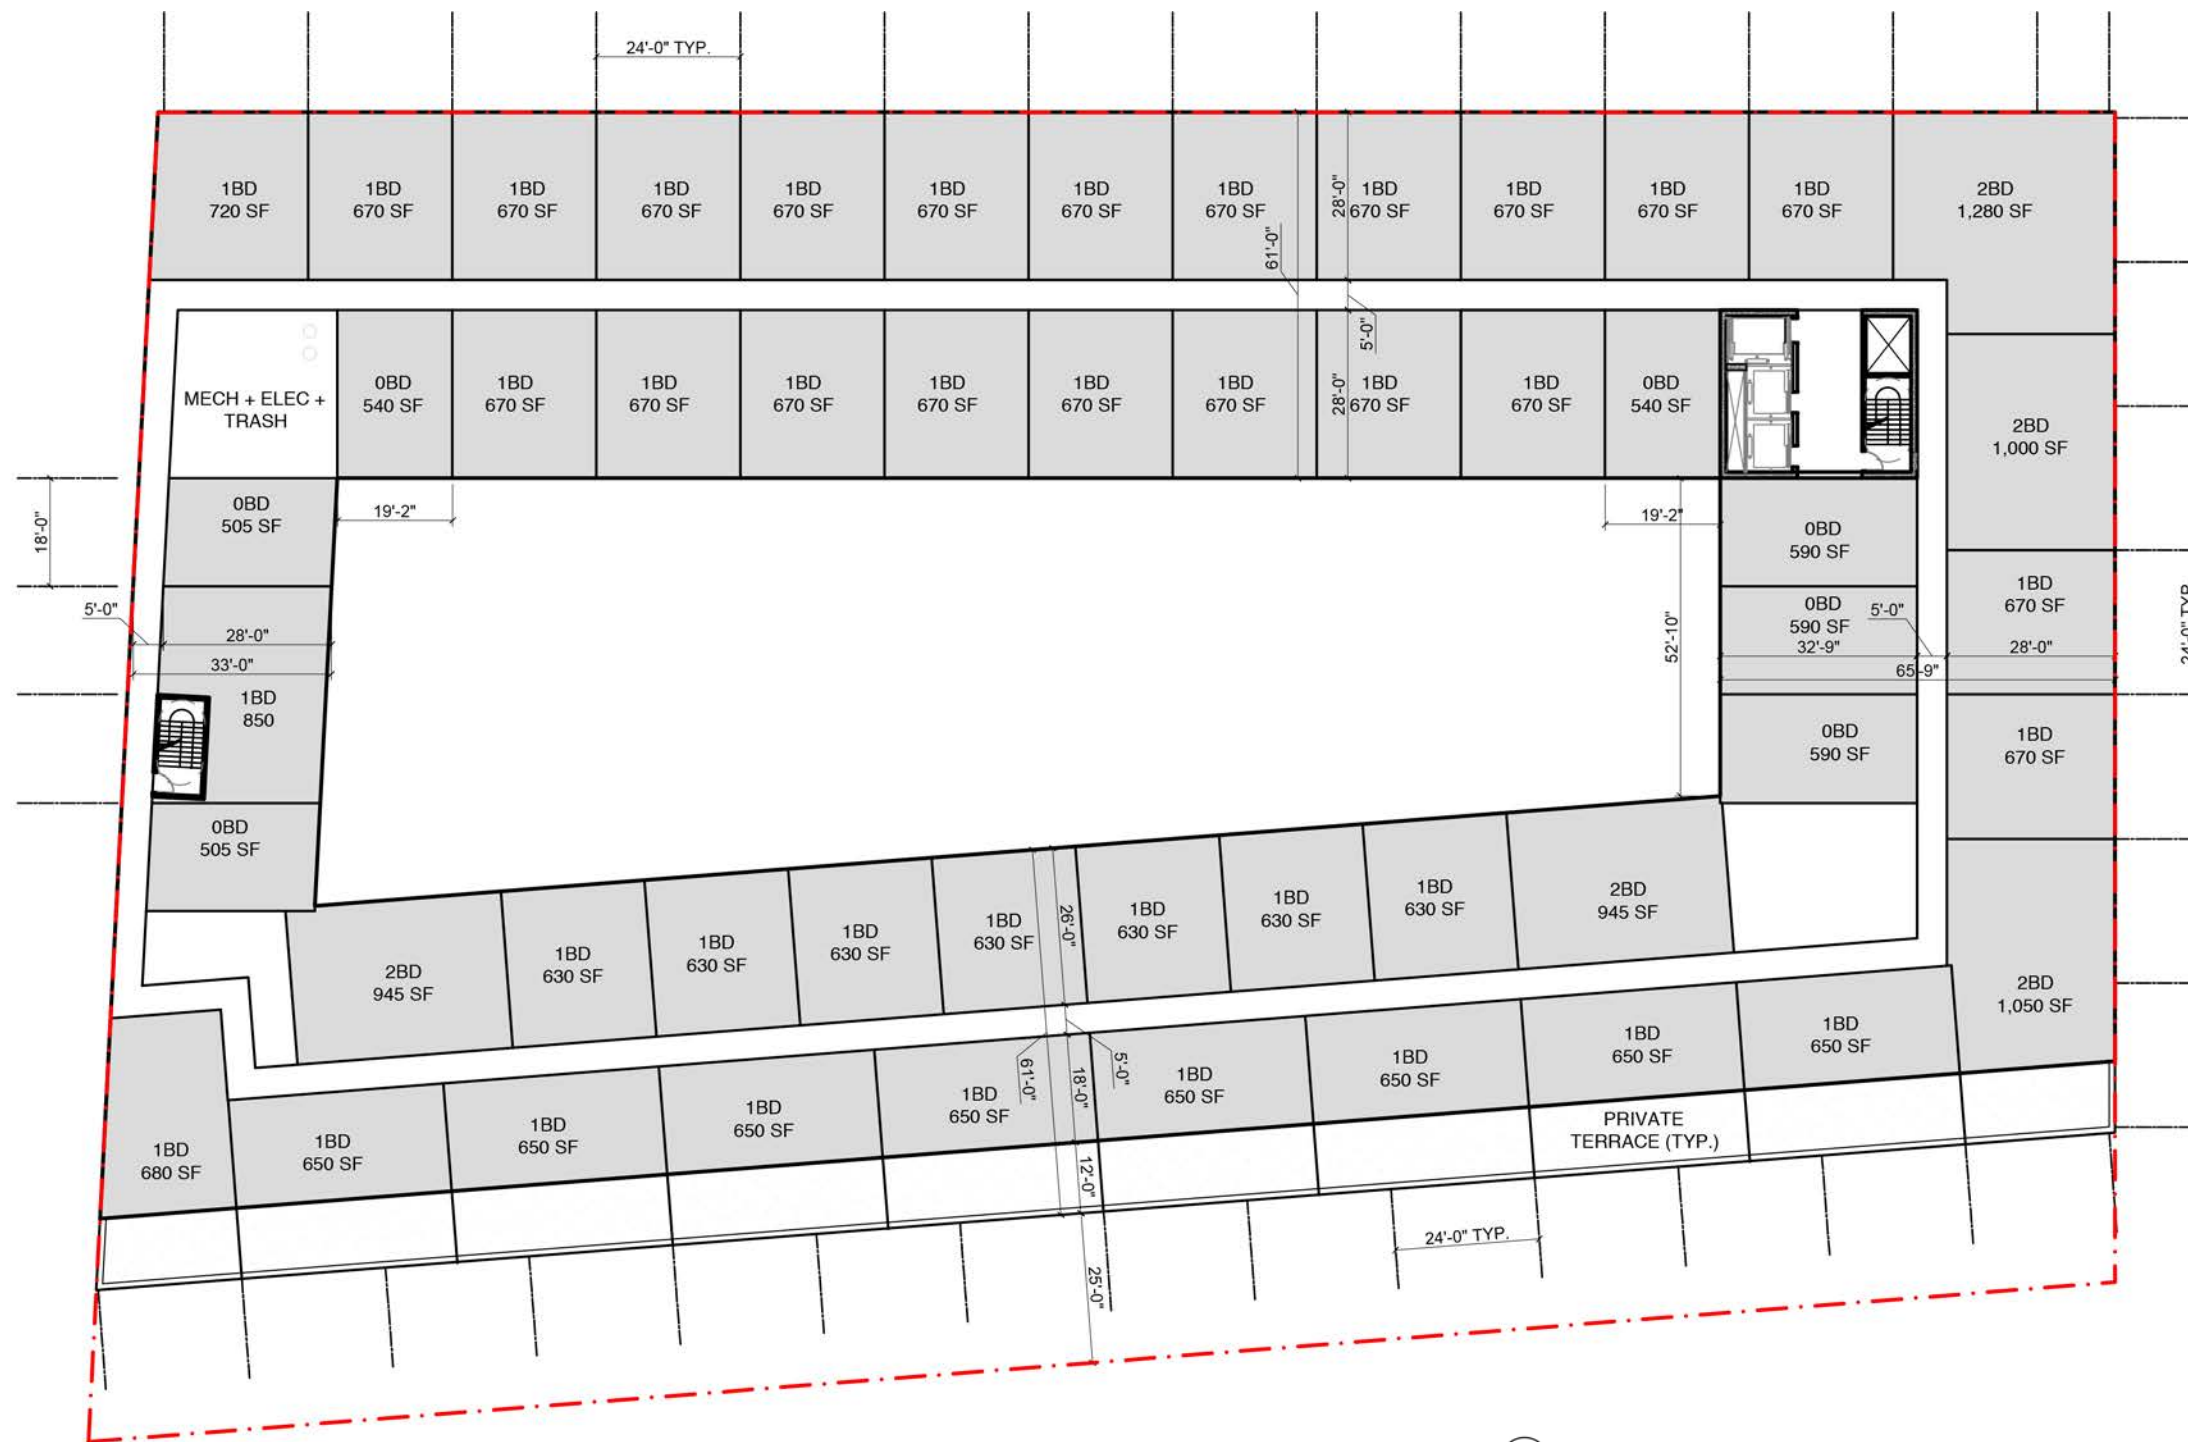 24'-0" TYP.
1BD
720 SF
1BD
670 SF
1BD
670 SF
1BD
670 SF
1BD
670 SF
1BD
670 SF
1BD
670 SF
1BD
670 SF
1BD
670 SF
1BD
670 SF
1BD
670 SF
1BD
670 SF
2BD
1,280 SF
28'-0"
61'-0"
5'-0"
28'-0"
MECH + ELEC +
TRASH
0BD
540 SF
1BD
670 SF
1BD
670 SF
1BD
670 SF
1BD
670 SF
1BD
670 SF
1BD
670 SF
1BD
670 SF
1BD
670 SF
0BD
540 SF
2BD
1,000 SF
18'-0"
0BD
505 SF
19'-2"
19'-2"
0BD
590 SF
1BD
670 SF
5'-0"
28'-0"
33'-0"
52'-10"
0BD
590 SF
32'-9"
5'-0"
28'-0"
65'-9"
24'-0" TYP.
1BD
850
0BD
590 SF
1BD
670 SF
0BD
505 SF
2BD
945 SF
1BD
630 SF
1BD
630 SF
1BD
630 SF
1BD
630 SF
26'-0"
1BD
630 SF
1BD
630 SF
1BD
630 SF
2BD
945 SF
2BD
1,050 SF
61'-0"
5'-0"
18'-0"
1BD
680 SF
1BD
650 SF
1BD
650 SF
1BD
650 SF
1BD
650 SF
1BD
650 SF
1BD
650 SF
1BD
650 SF
1BD
650 SF
PRIVATE
TERRACE (TYP.)
12'-0"
24'-0" TYP.
25'-0"